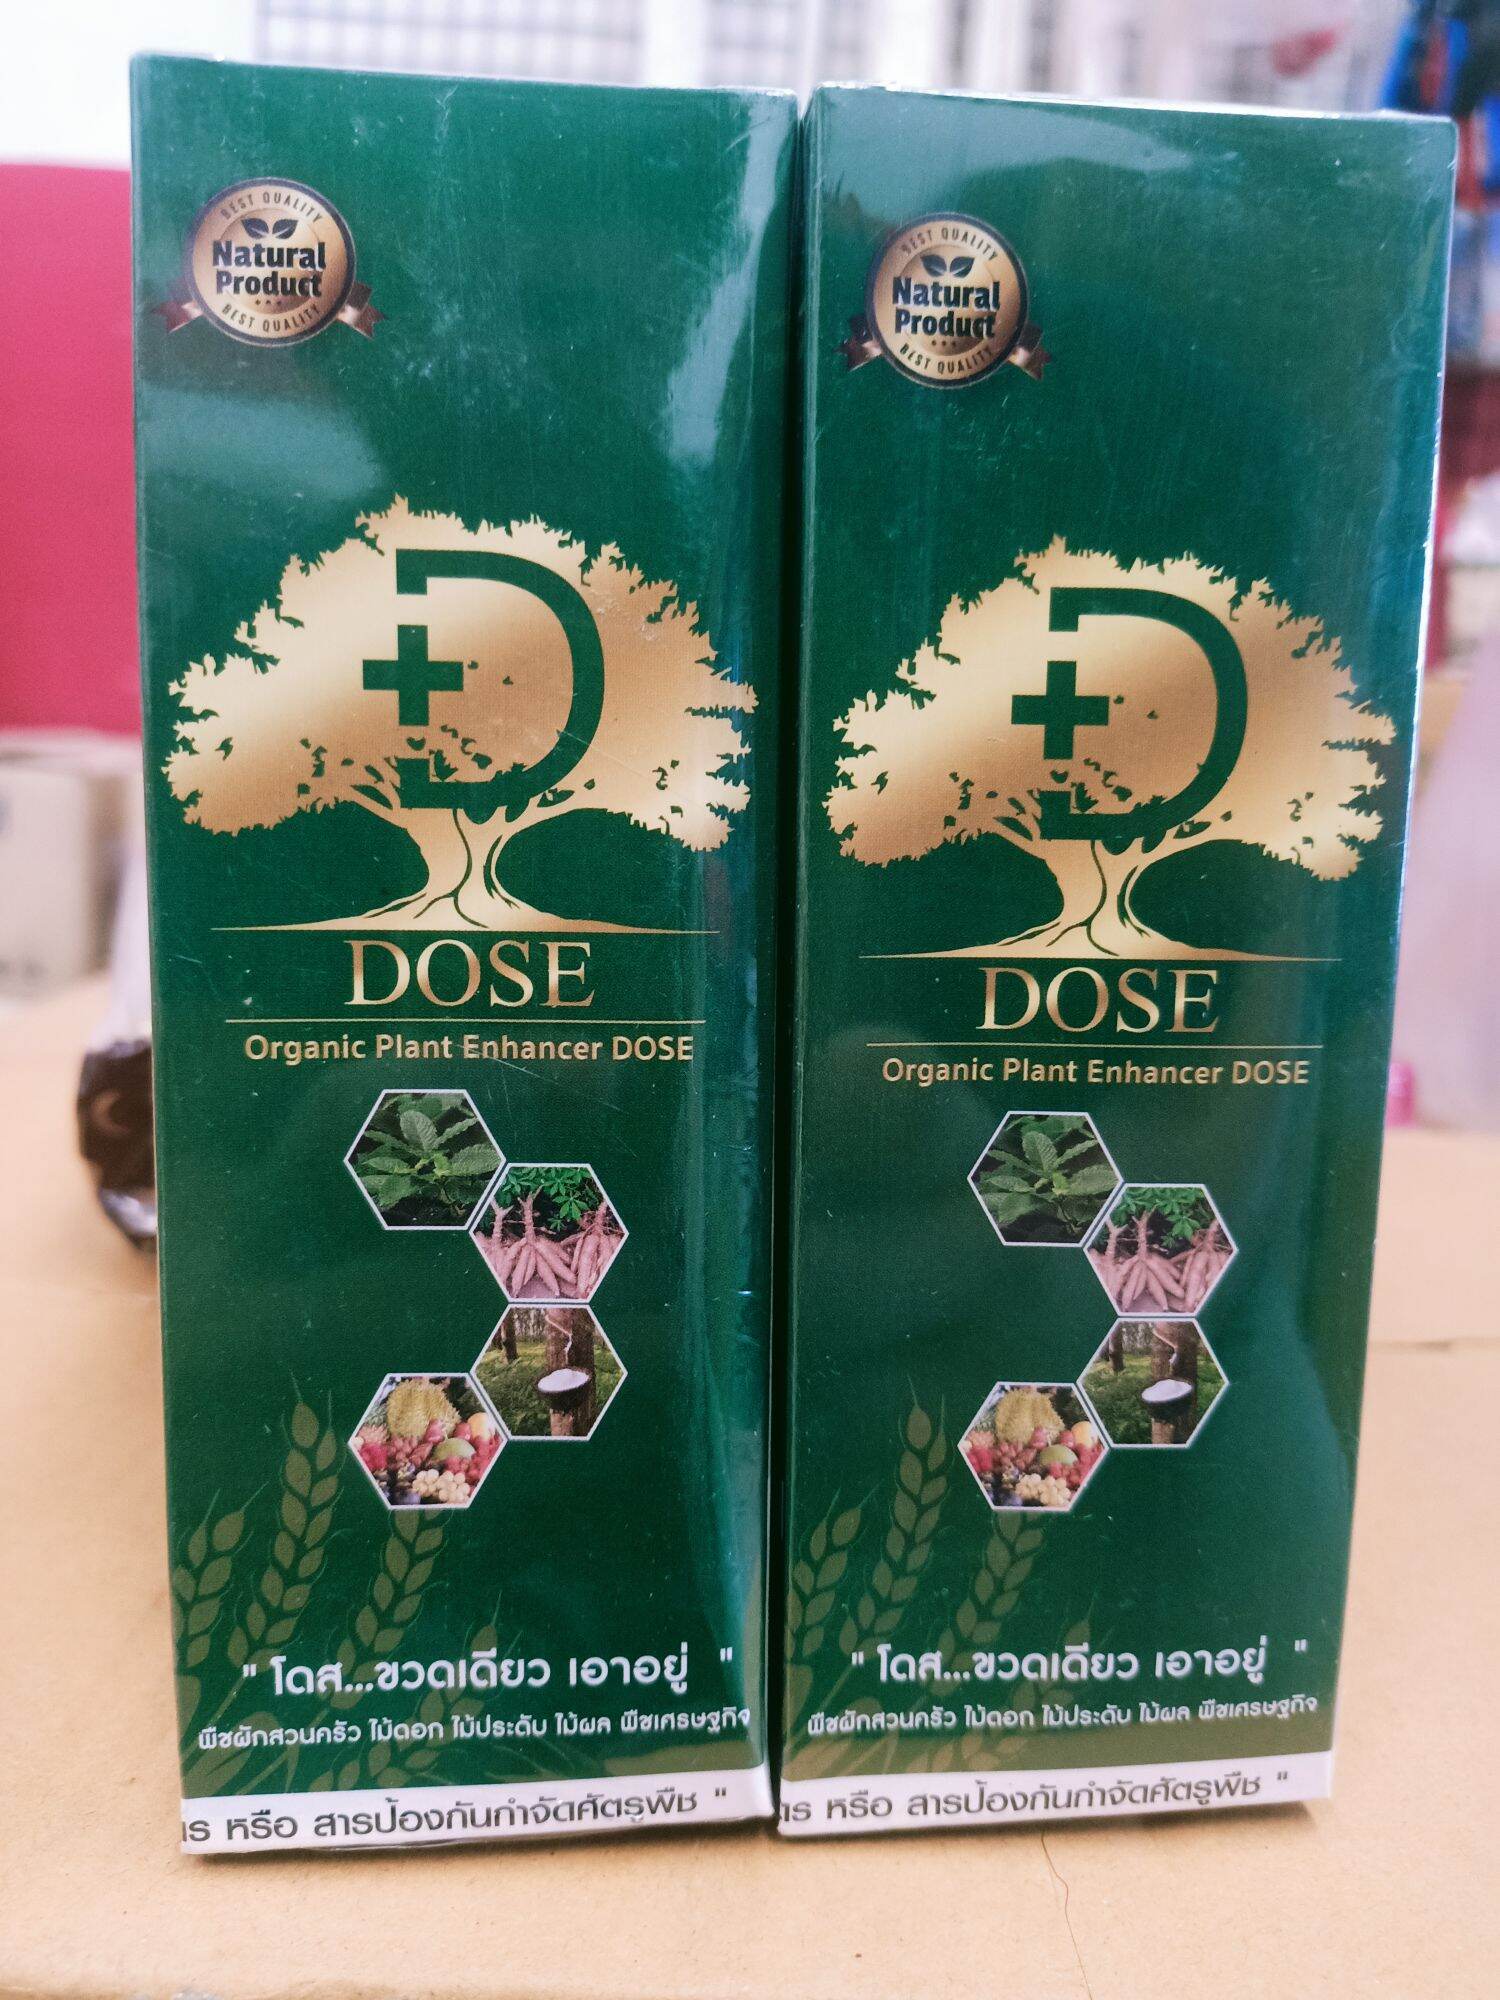 BEST QUALITY
Natural
Product
BEST QUALITY
D
DOSE
Organic Plant Enhancer DOSE
" โดส...ขวดเดียว เอาอยู่ "
พืชผักสวนครัว ไม้ดอก ไม้ประดับ ไม้ผล พืชเศรษฐกิจ
หรือ สารป้องกันกำจัดศัตรูพืช "
BEST QUALITY
Natural
Product
BEST QUALITY
D
DOSE
Organic Plant Enhancer DOSE
" โดส...ขวดเดียว เอาอยู่ "
พืชผักสวนครัว ไม้ดอก ไม้ประดับ ไม้ผล พืชเศรษฐกิจ
หรือ สารป้องกันกำจัดศัตรูพืช "